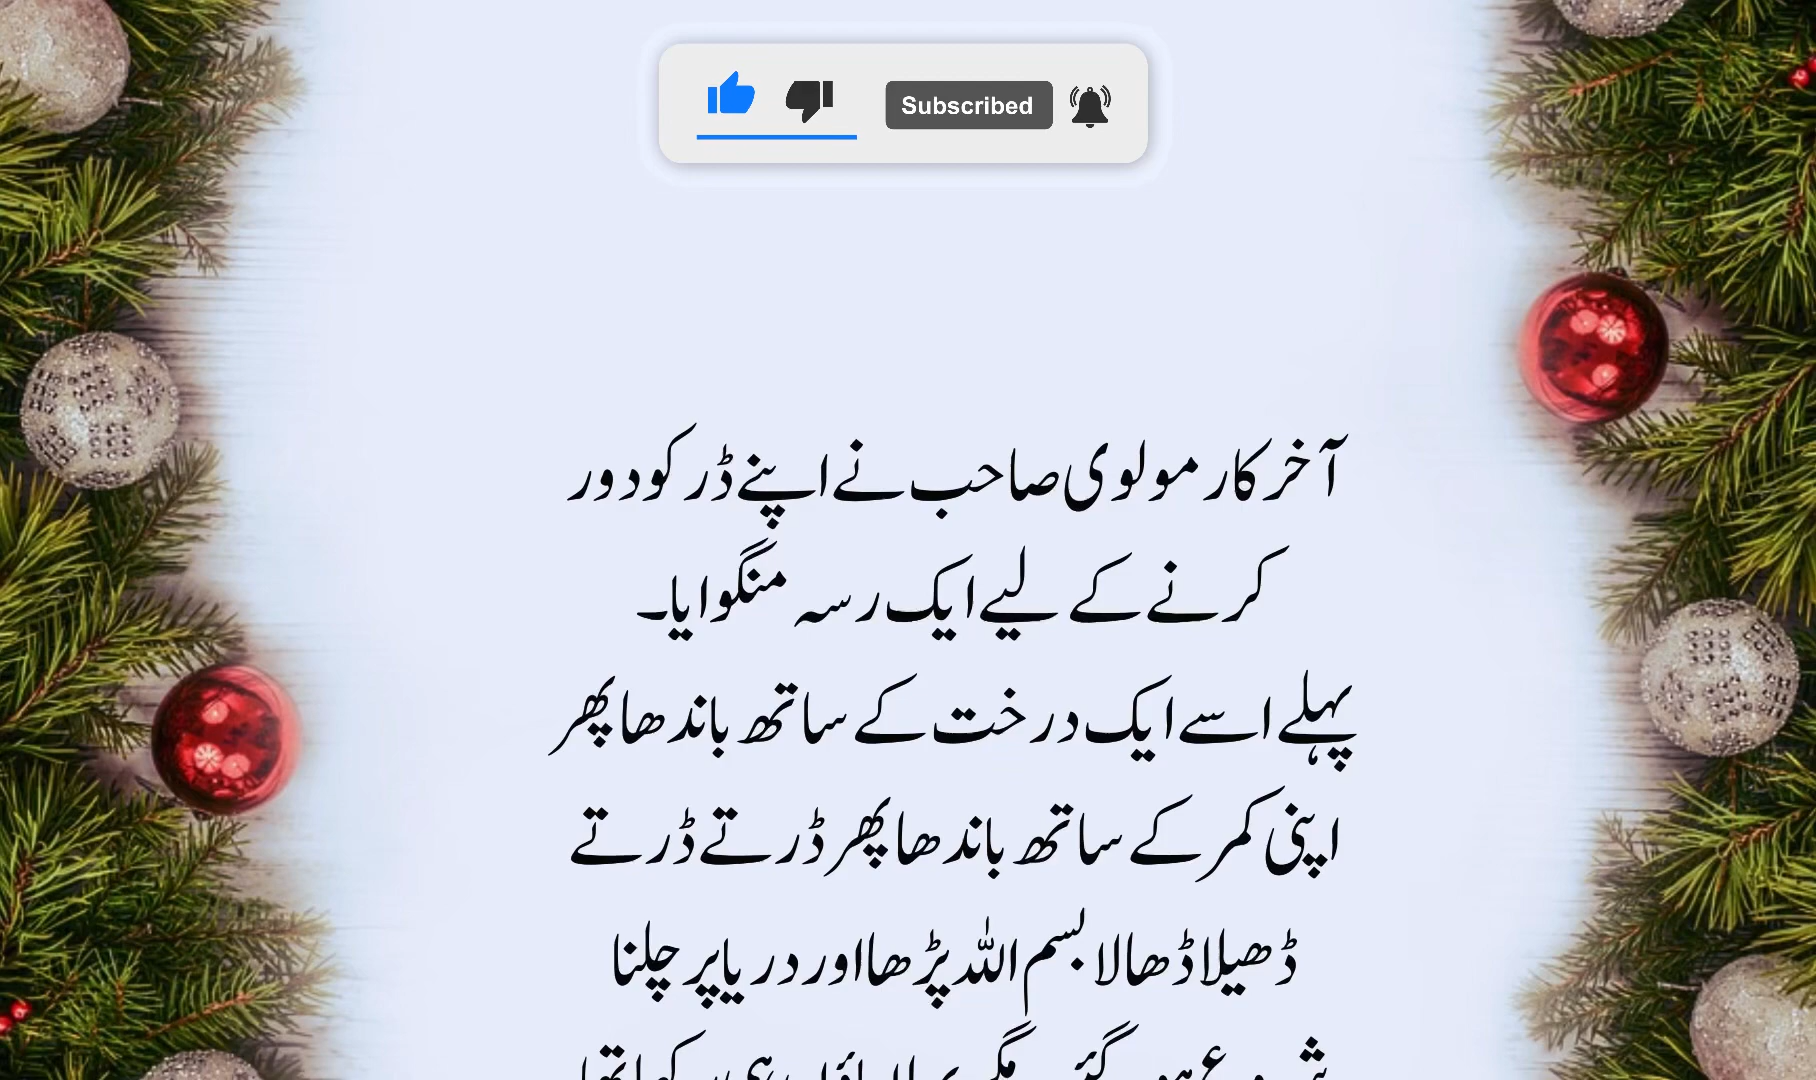 Subscribed
آخر کار مولوی صاحب نے اپنے ڈر کو دور
کرنے کے لیے ایک رسہ منگوایا۔
پہلے اسے ایک درخت کے ساتھ باندھا پھر
اپنی کمر کے ساتھ باندھا پھر ڈرتے ڈرتے
ڈھیلا ڈھالا بسم اللہ پڑھا اور دریا پر چلنا